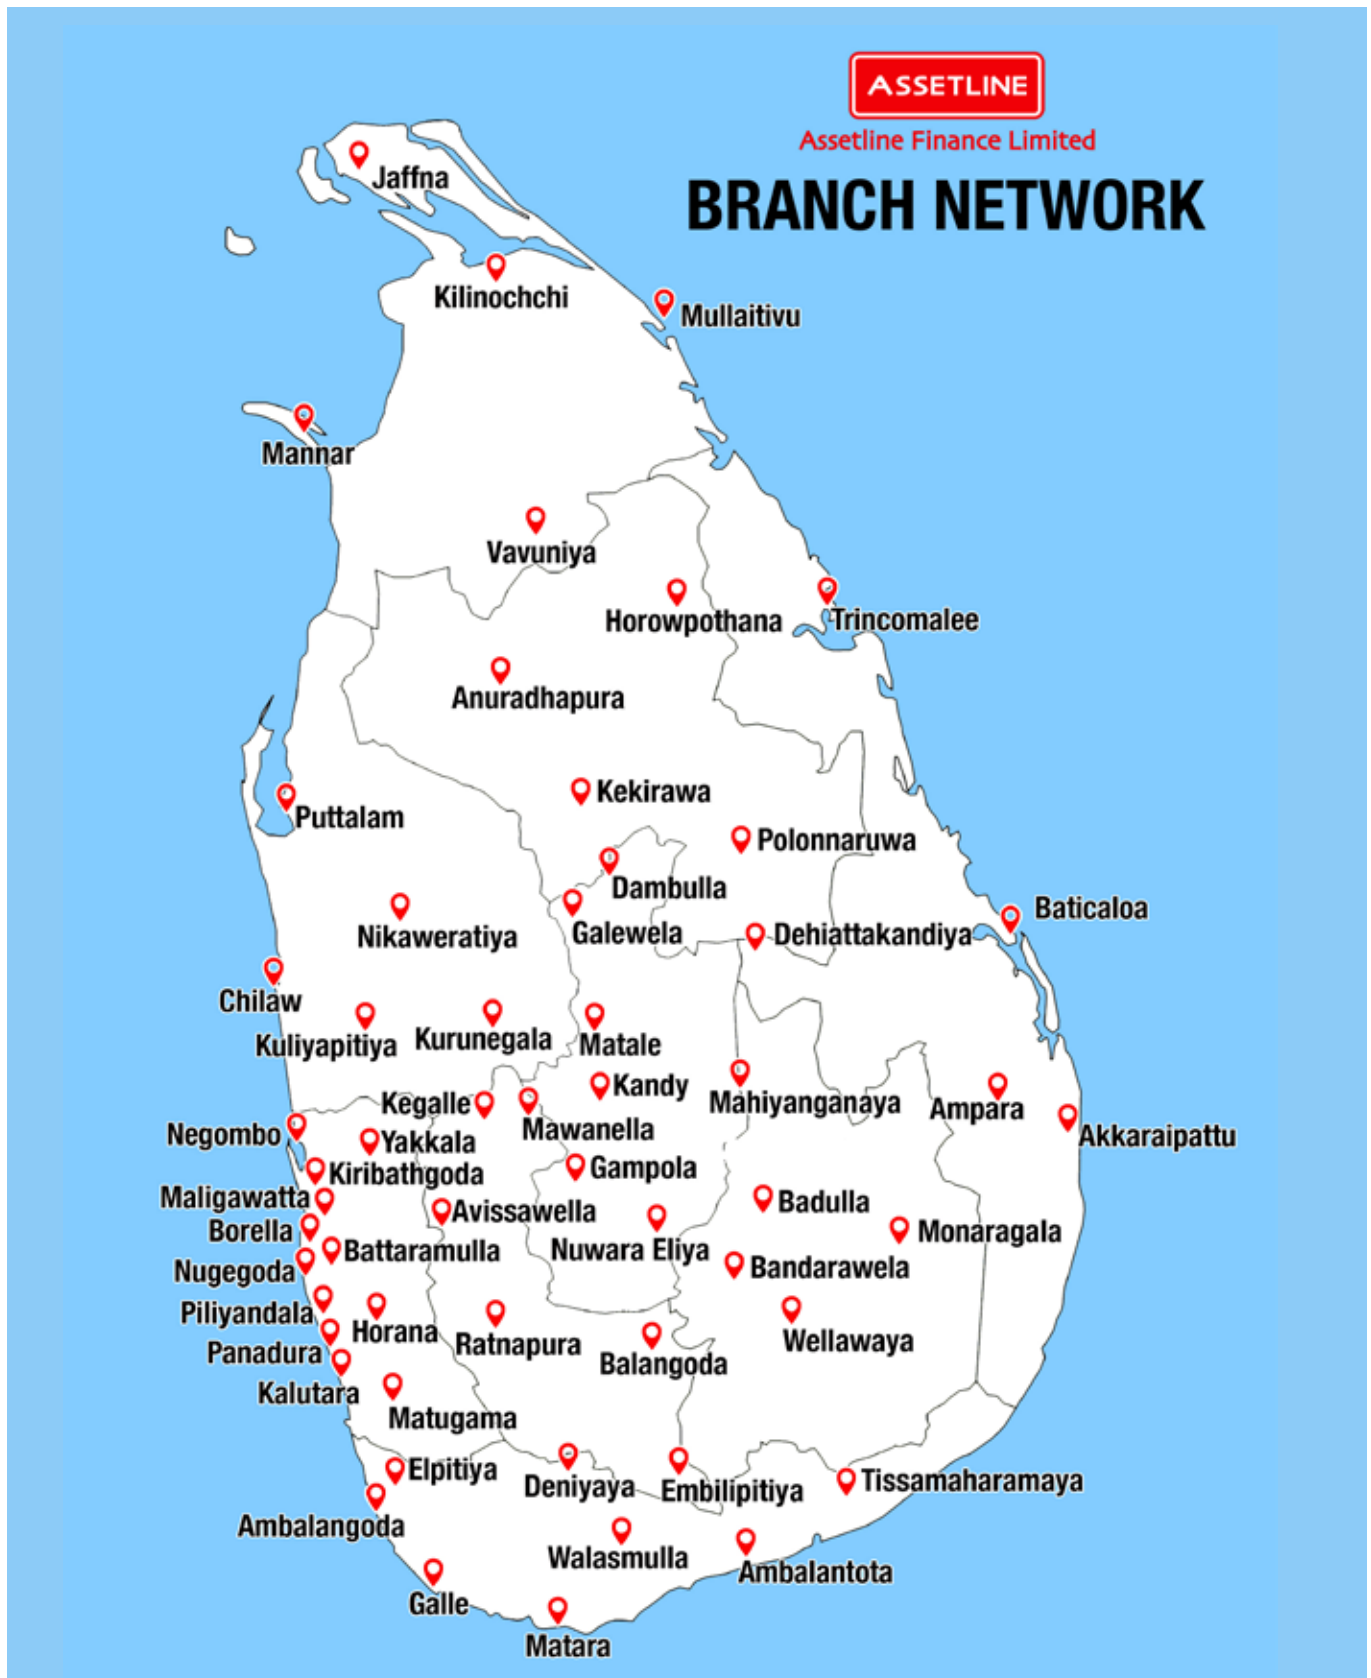 ASSETLINE
Assetline Finance Limited
BRANCH NETWORK
Jaffna
Kilinochchi
Mullaitivu
Mannar
Vavuniya
Horowpothana
Trincomalee
Anuradhapura
Kekirawa
Puttalam
Polonnaruwa
Dambulla
Baticaloa
Galewela
Dehiattakandiya
Nikaweratiya
Chilaw
Kuliyapitiya
Kurunegala
Matale
Kandy
Kegalle
Mahiyanganaya
Ampara
Mawanella
Negombo
Akkaraipattu
Yakkala
Gampola
Kiribathgoda
Maligawatta
Badulla
Avissawella
Borella
Monaragala
Battaramulla
Nuwara Eliya
Bandarawela
Nugegoda
Piliyandala
Horana
Wellawaya
Ratnapura
Panadura
Balangoda
Kalutara
Matugama
Elpitiya
Tissamaharamaya
Deniyaya
Embilipitiya
Ambalangoda
Walasmulla
Ambalantota
Galle
Matara